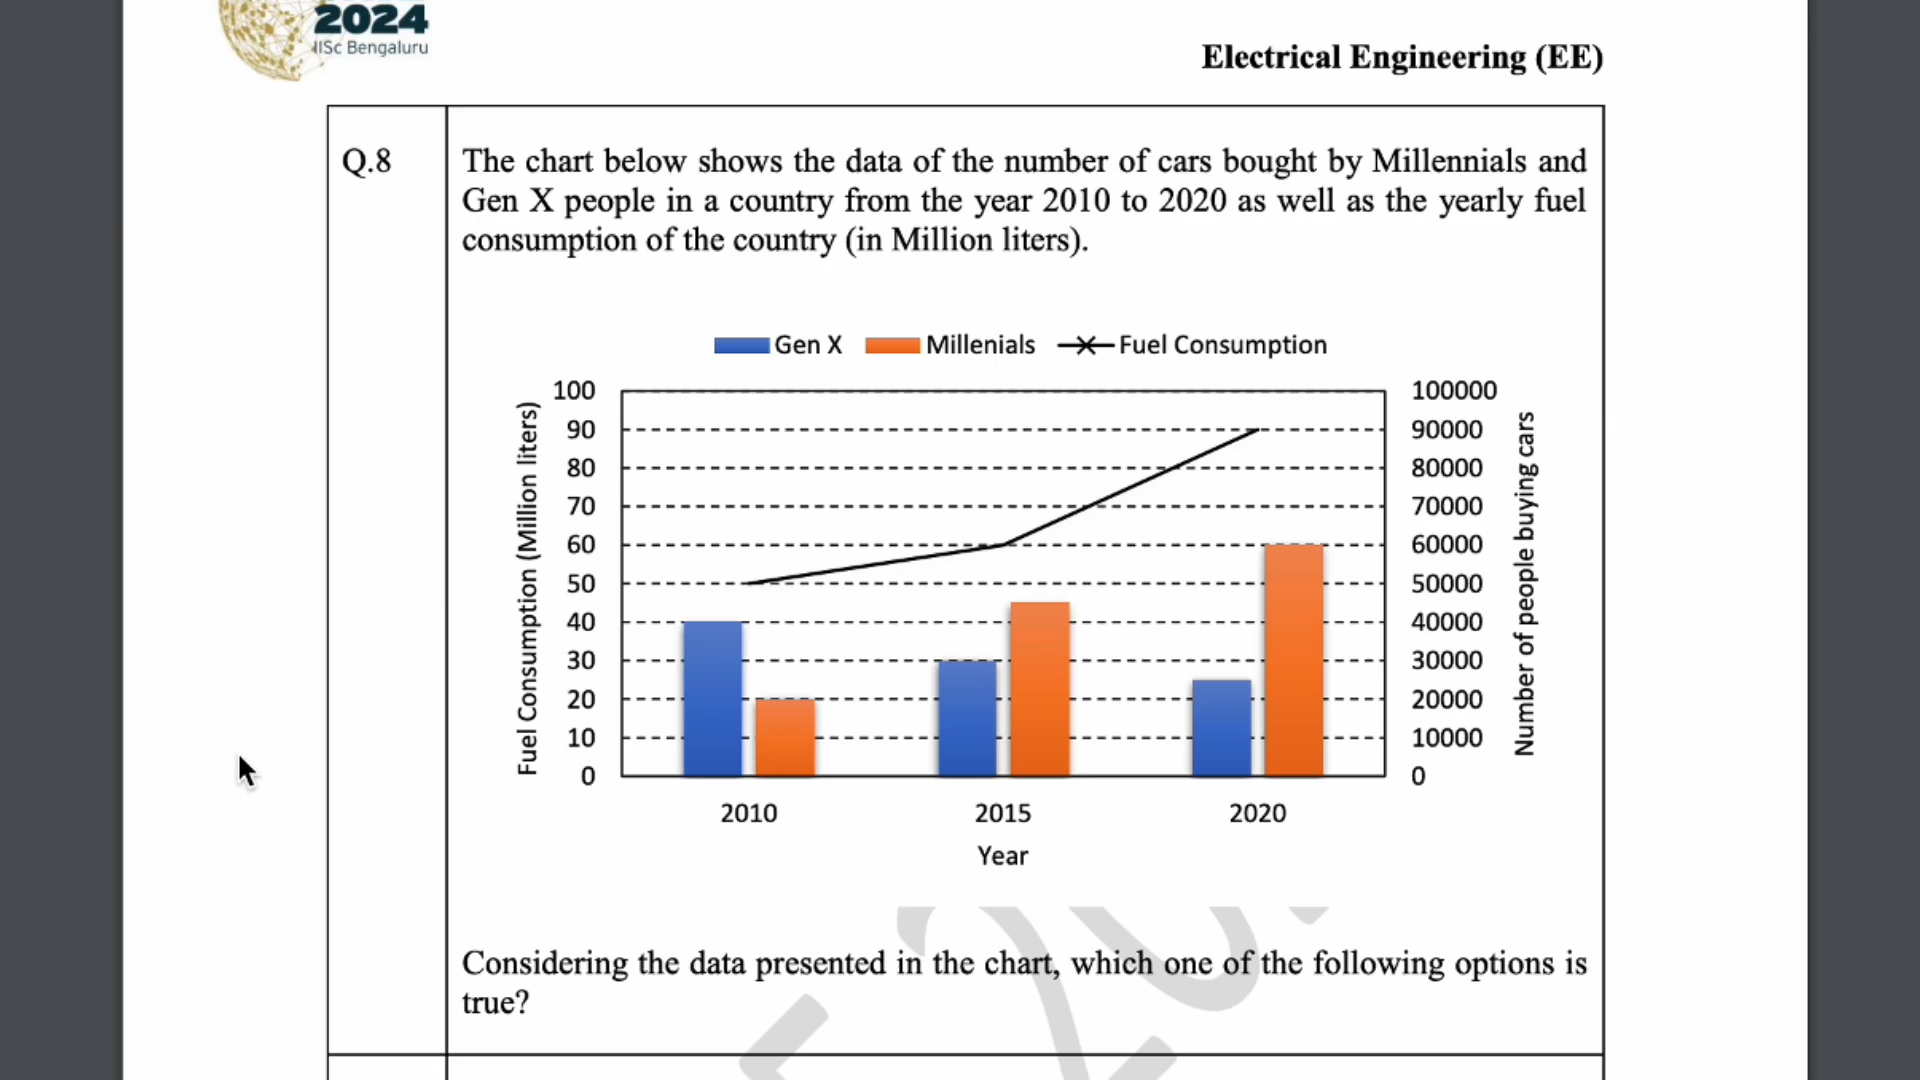 2024
IISc Bengaluru
Electrical Engineering (EE)
Q.8
The chart below shows the data of the number of cars bought by Millennials and
Gen X people in a country from the year 2010 to 2020 as well as the yearly fuel
consumption of the country (in Million liters).
Gen X Millenials Fuel Consumption
Fuel Consumption (Million liters)
100
90
80
70
60
50
40
30
20
10
0
100000
90000
80000
70000
60000
50000
40000
30000
20000
10000
0
Number of people buying cars
2010 2015 2020
Year
Considering the data presented in the chart, which one of the following options is
true?